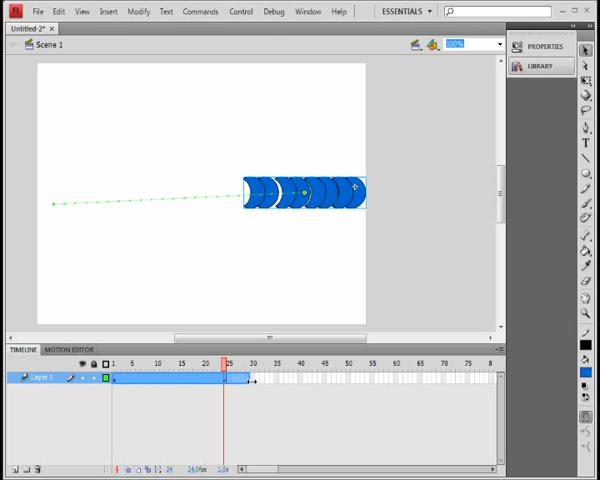 Fl File Edit View Insert Modify Text Commands Control Debug Window Help ESSENTIALS
Untitled-2* ×
Scene 1 100%
PROPERTIES
LIBRARY
TIMELINE MOTION EDITOR
1 5 10 15 20 25 30 35 40 45 50 55 60 65 70 75 8
Layer 1
24 24.0fps 1.0s